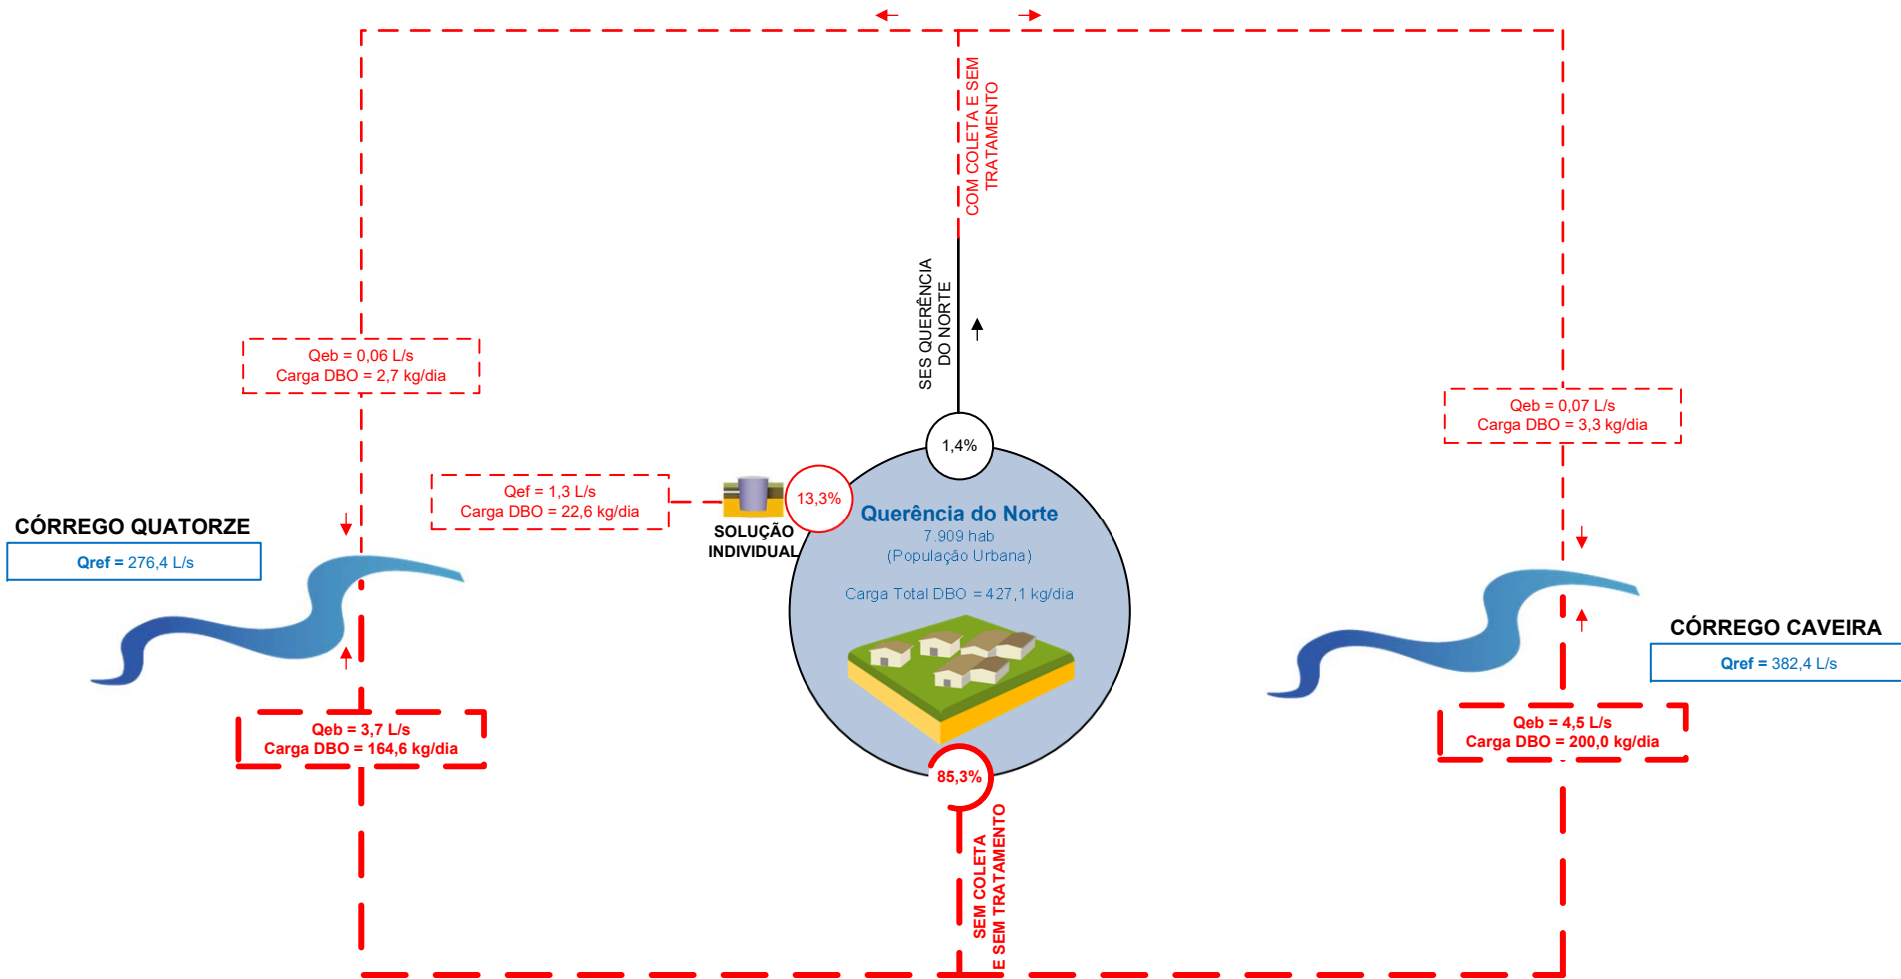 COM COLETA E SEM
TRATAMENTO
SES QUERÊNCIA
DO NORTE
Qeb = 0,06 L/s
Carga DBO = 2,7 kg/dia
Qeb = 0,07 L/s
Carga DBO = 3,3 kg/dia
1,4%
Qef = 1,3 L/s
Carga DBO = 22,6 kg/dia
13,3%
SOLUÇÃO
INDIVIDUAL
Querência do Norte
7.909 hab
(População Urbana)
Carga Total DBO = 427,1 kg/dia
CÓRREGO QUATORZE
Qref = 276,4 L/s
CÓRREGO CAVEIRA
Qref = 382,4 L/s
Qeb = 3,7 L/s
Carga DBO = 164,6 kg/dia
Qeb = 4,5 L/s
Carga DBO = 200,0 kg/dia
85,3%
SEM COLETA
E SEM TRATAMENTO